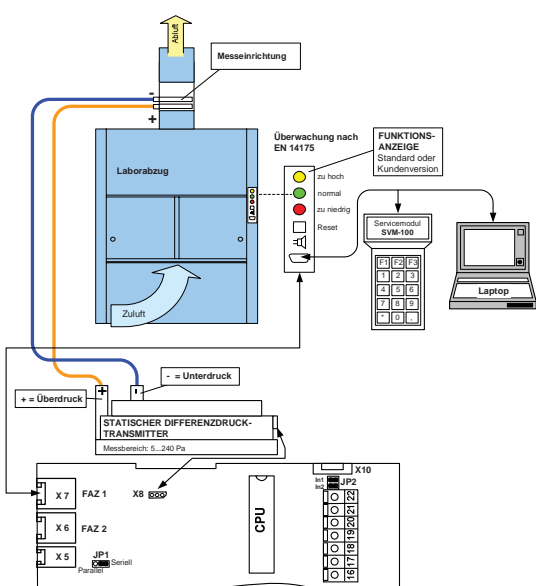 Abluft
Messeinrichtung
-
+
Überwachung nach
EN 14175
FUNKTIONS-
ANZEIGE
Standard oder
Kundenversion
Laborabzug
zu hoch
normal
zu niedrig
Reset
Servicemodul
SVM-100
F1 F2 F3
1 2 3
4 5 6
7 8 9
* 0 ,
Laptop
Zuluft
- = Unterdruck
+ = Überdruck
+
-
STATISCHER DIFFERENZDRUCK-
TRANSMITTER
Messbereich: 5...240 Pa
X10
In1
In2
JP2
X 7
FAZ 1
X8
X 6
FAZ 2
X 5
JP1
Seriell
Parallel
CPU
22
21
20
19
18
17
16